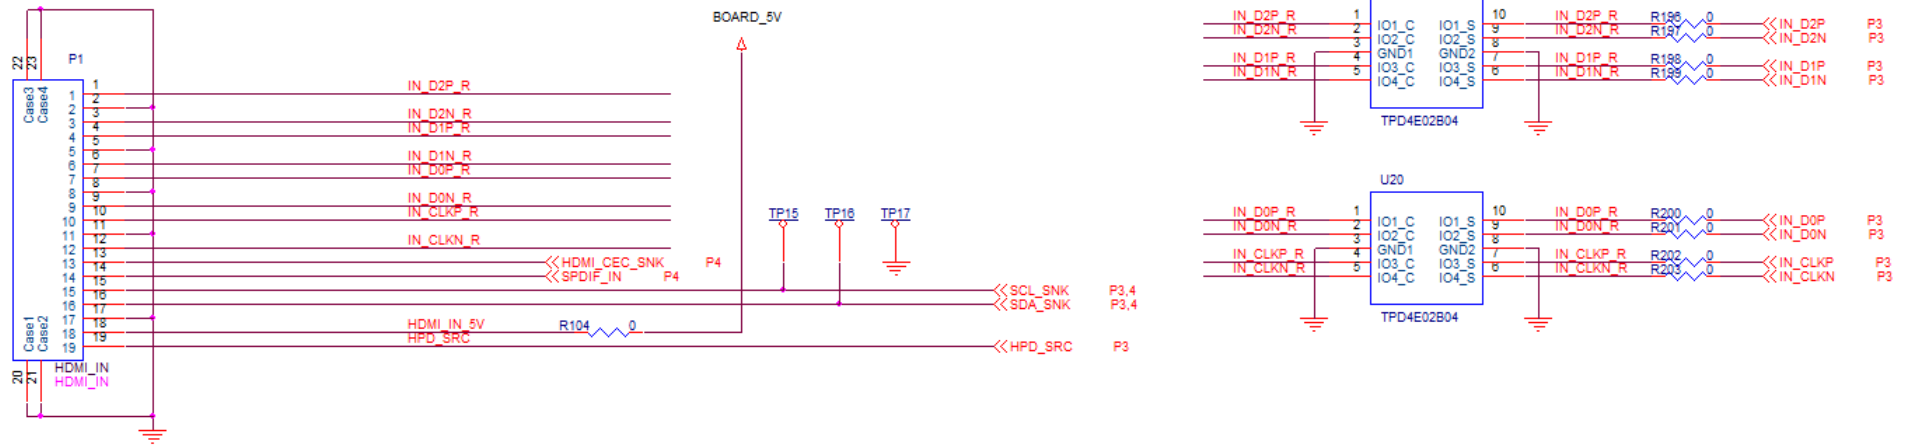 BOARD_5V
P1
22
23
Case3
Case4
Case1
Case2
20
21
1
2
3
4
5
6
7
8
9
10
11
12
13
14
15
16
17
18
19
1
2
3
4
5
6
7
8
9
10
11
12
13
14
15
16
17
18
19
IN_D2P_R
IN_D2N_R
IN_D1P_R
IN_D1N_R
IN_D0P_R
IN_D0N_R
IN_CLKP_R
IN_CLKN_R
HDMI_CEC_SNK P4
SPDIF_IN P4
TP15 TP16 TP17
SCL_SNK P3,4
SDA_SNK P3,4
HDMI_IN_5V R104 0
HPD_SRC
HPD_SRC P3
HDMI_IN
HDMI_IN
IN_D2P_R 1 IO1_C IO1_S 10 IN_D2P_R R196 0 IN_D2P P3
IN_D2N_R 2 IO2_C IO2_S 9 IN_D2N_R R197 0 IN_D2N P3
3 GND1 GND2 8
IN_D1P_R 4 IO3_C IO3_S 7 IN_D1P_R R198 0 IN_D1P P3
IN_D1N_R 5 IO4_C IO4_S 6 IN_D1N_R R199 0 IN_D1N P3
TPD4E02B04
U20
IN_D0P_R 1 IO1_C IO1_S 10 IN_D0P_R R200 0 IN_D0P P3
IN_D0N_R 2 IO2_C IO2_S 9 IN_D0N_R R201 0 IN_D0N P3
3 GND1 GND2 8
IN_CLKP_R 4 IO3_C IO3_S 7 IN_CLKP_R R202 0 IN_CLKP P3
IN_CLKN_R 5 IO4_C IO4_S 6 IN_CLKN_R R203 0 IN_CLKN P3
TPD4E02B04